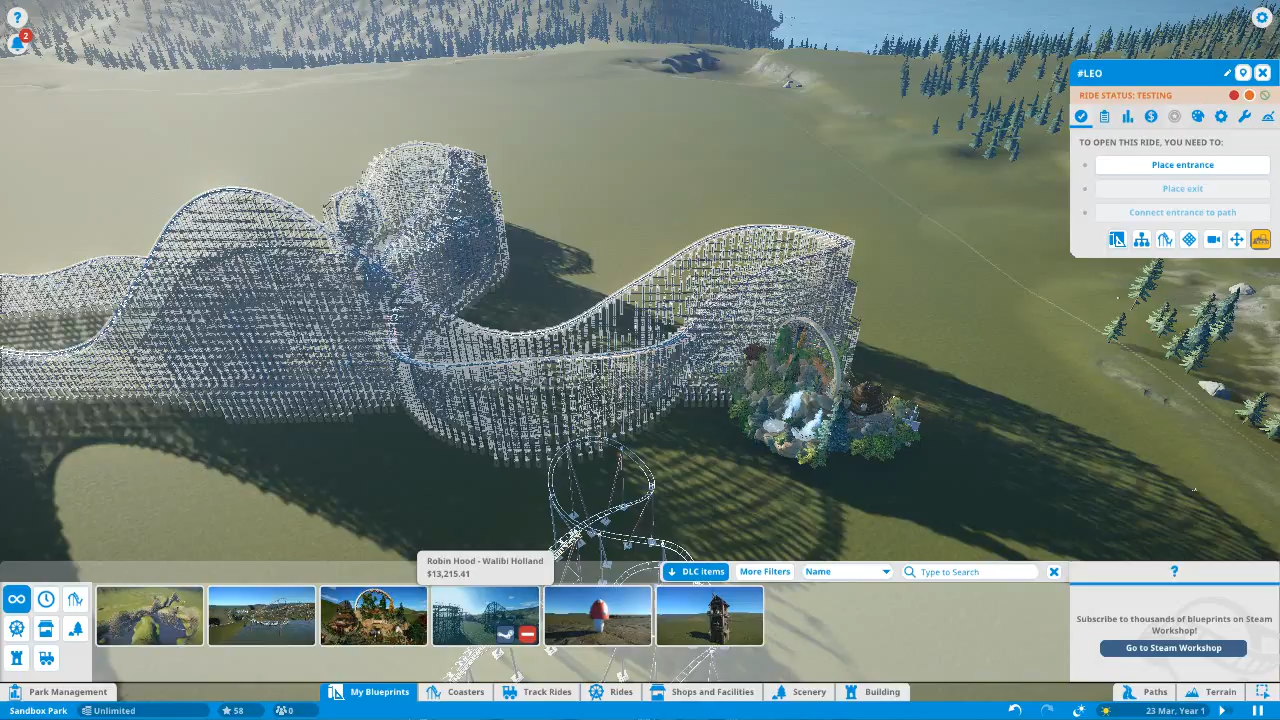 ?
2
#LEO
RIDE STATUS: TESTING
TO OPEN THIS RIDE, YOU NEED TO:
Place entrance
Place exit
Connect entrance to path
Robin Hood - Walibi Holland
$13,215.41
DLC items
More Filters
Name
Type to Search
?
Subscribe to thousands of blueprints on Steam
Workshop!
Go to Steam Workshop
Park Management
My Blueprints
Coasters
Track Rides
Rides
Shops and Facilities
Scenery
Building
Paths
Terrain
Sandbox Park
Unlimited
58
0
23 Mar, Year 1